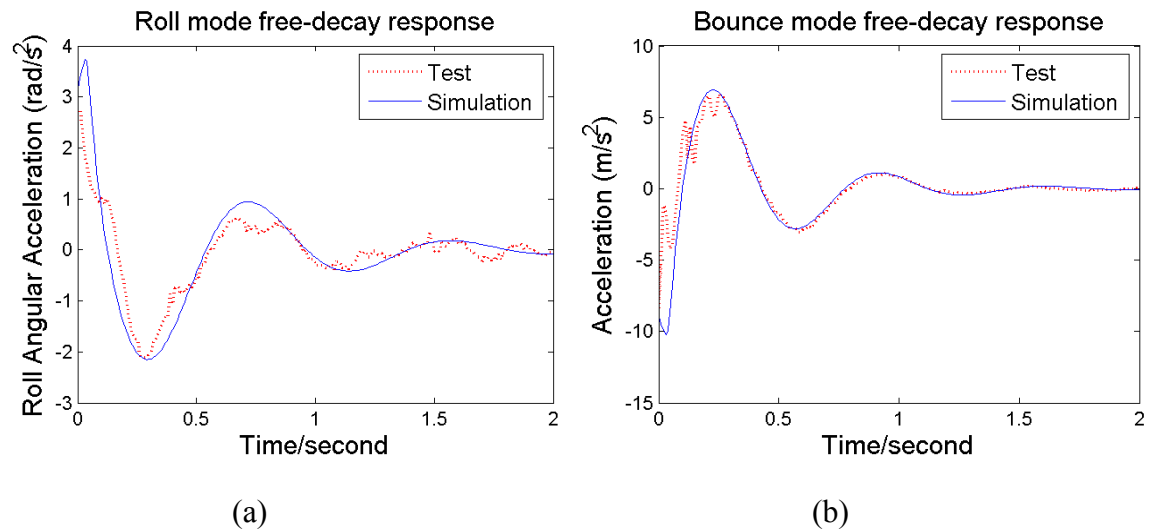 Roll mode free-decay response
Roll Angular Acceleration (rad/s²)
4
3
2
1
0
-1
-2
-3
0
0.5
1
1.5
2
Time/second
Test
Simulation
(a)
Bounce mode free-decay response
Acceleration (m/s²)
10
5
0
-5
-10
-15
0
0.5
1
1.5
2
Time/second
Test
Simulation
(b)